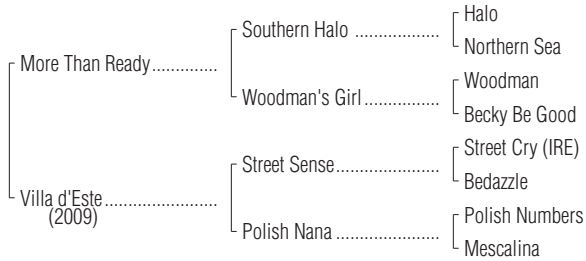 Halo
Southern Halo ..................
Northern Sea
More Than Ready..............
Woodman
Woodman's Girl................
Becky Be Good
Street Cry (IRE)
Street Sense.......................
Bedazzle
Villa d'Este.......................
(2009)
Polish Numbers
Polish Nana ......................
Mescalina